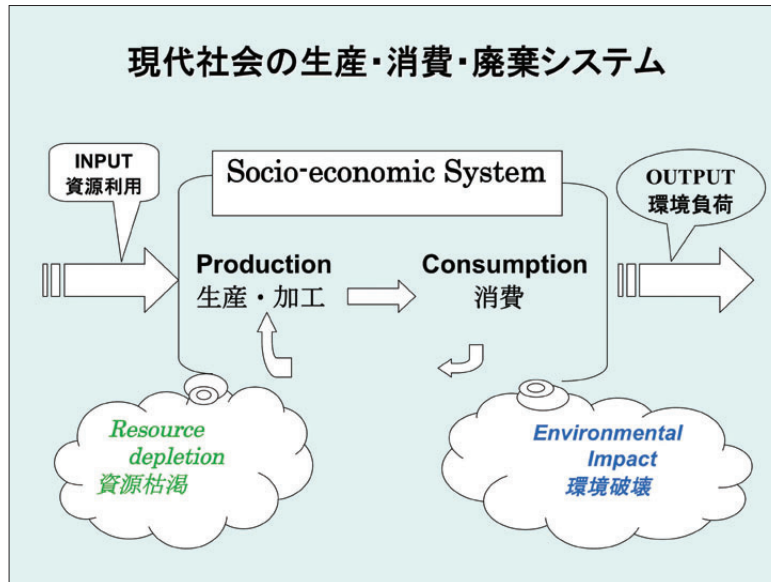 現代社会の生産・消費・廃棄システム
INPUT
資源利用
Socio-economic System
OUTPUT
環境負荷
Production
生産・加工
Consumption
消費
Resource
depletion
資源枯渇
Environmental
Impact
環境破壊